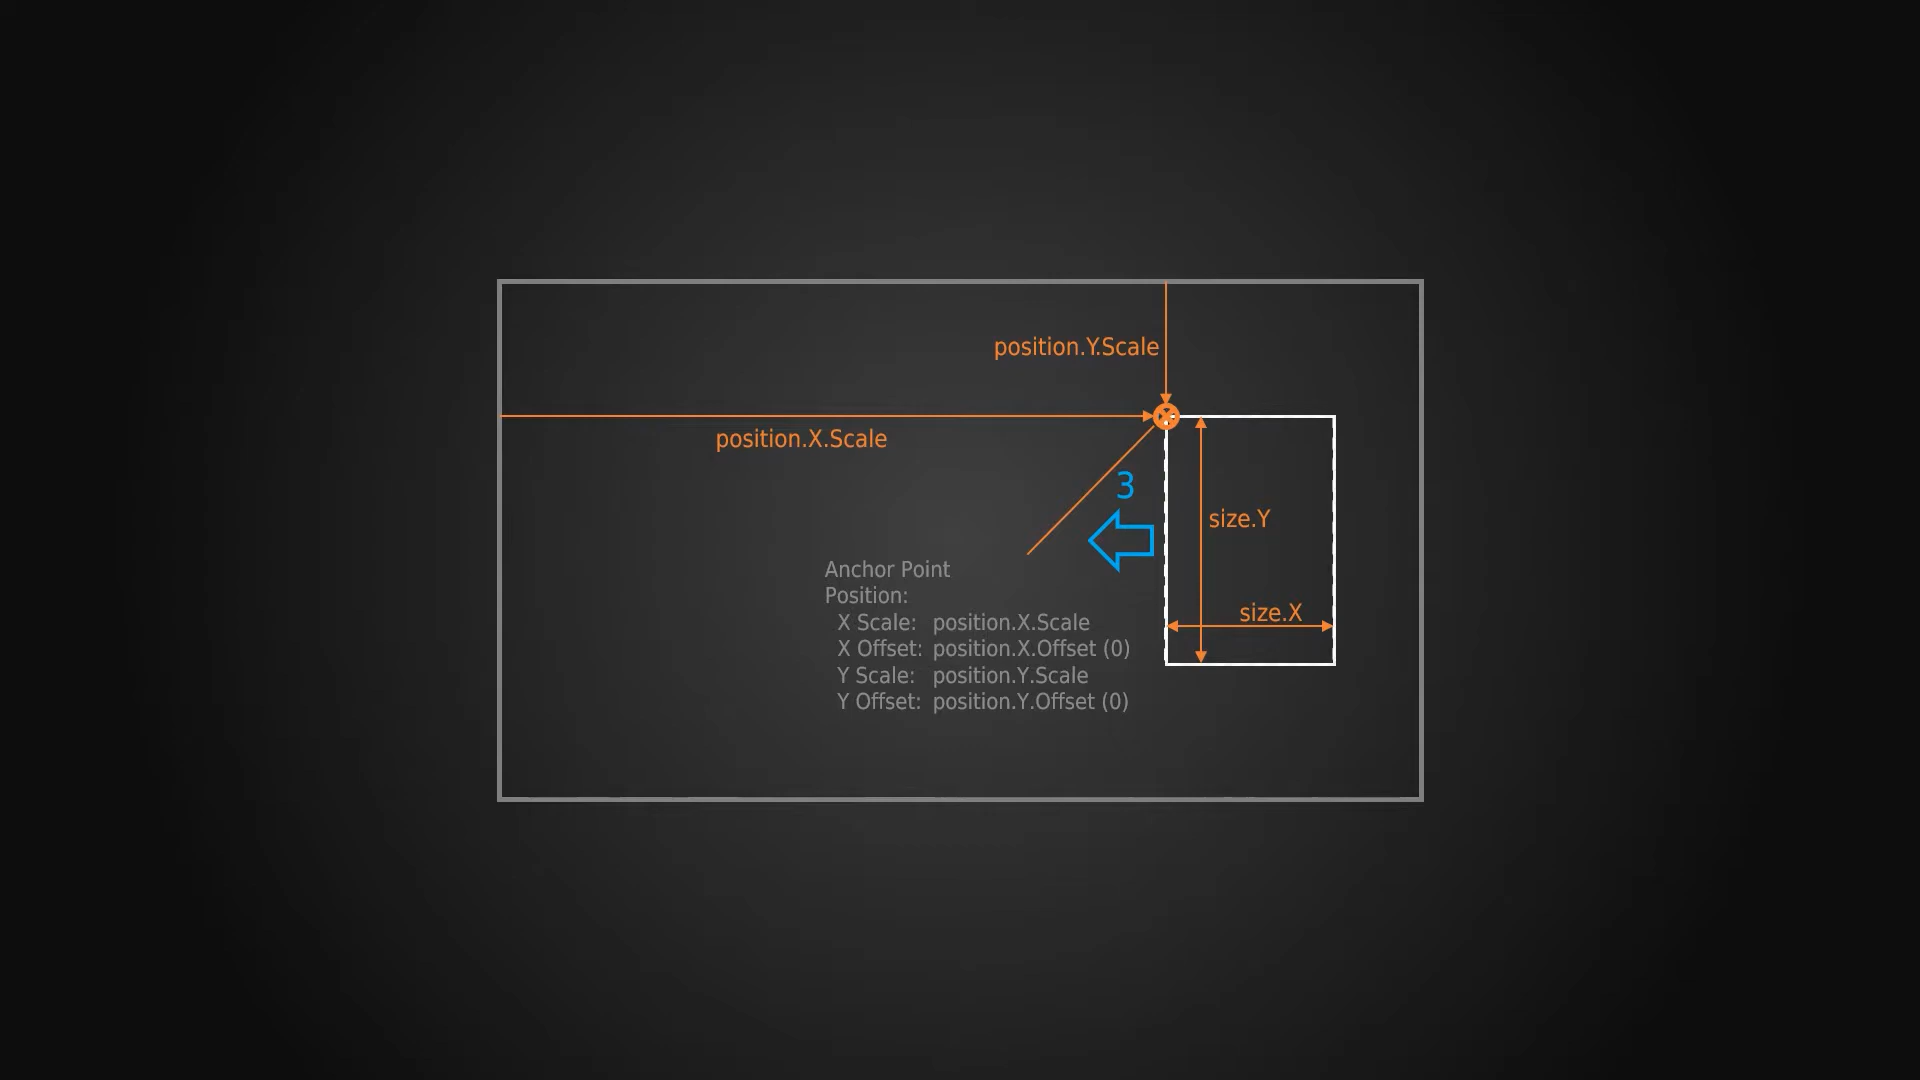 position.Y.Scale
position.X.Scale
3
size.Y
Anchor Point
Position:
size.X
X Scale: position.X.Scale
X Offset: position.X.Offset (0)
Y Scale: position.Y.Scale
Y Offset: position.Y.Offset (0)